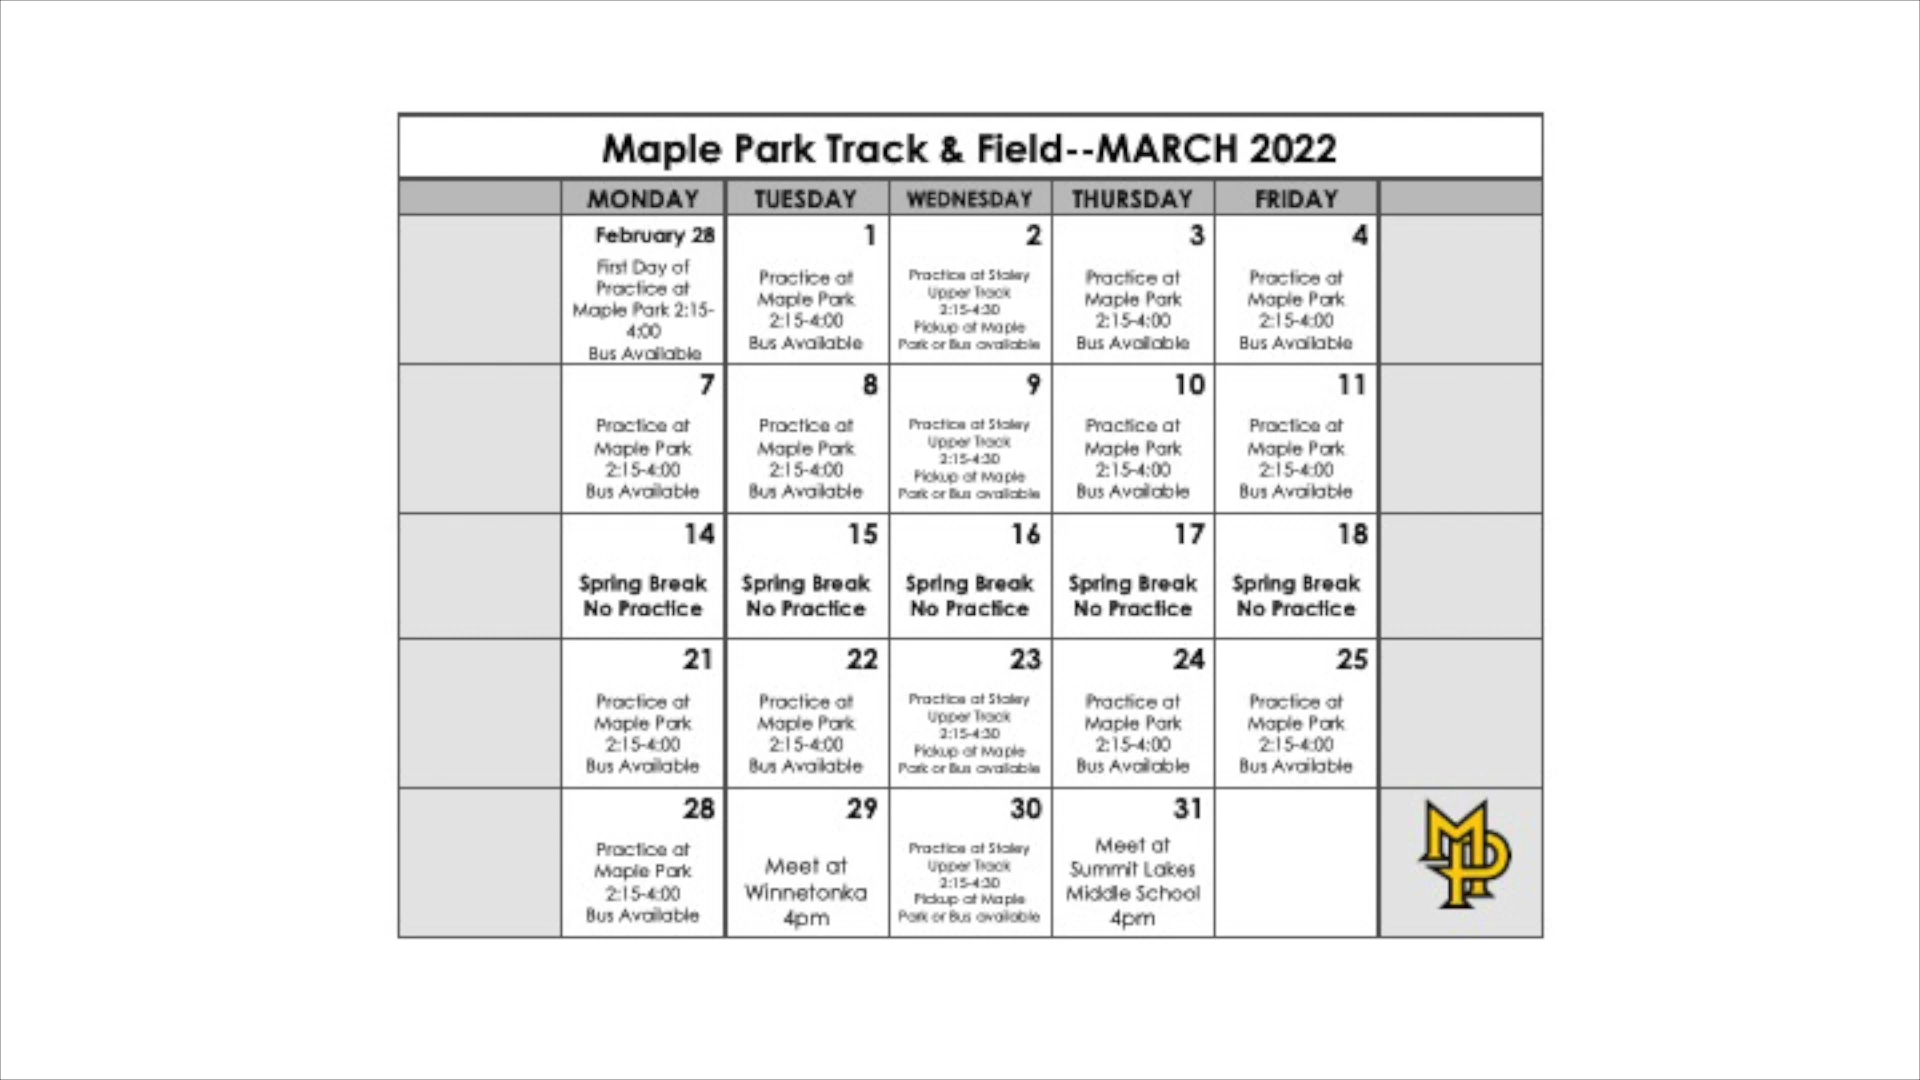 Maple Park Track & Field--MARCH 2022
MONDAY TUESDAY WEDNESDAY THURSDAY FRIDAY
February 28
First Day of
Practice at
Maple Park 2:15-
4:00
Bus Available
1
Practice at
Maple Park
2:15-4:00
Bus Available
2
Practice at Staley
Upper Track
2:15-4:30
Pickup at Maple
Park or Bus available
3
Practice at
Maple Park
2:15-4:00
Bus Available
4
Practice at
Maple Park
2:15-4:00
Bus Available
7
Practice at
Maple Park
2:15-4:00
Bus Available
8
Practice at
Maple Park
2:15-4:00
Bus Available
9
Practice at Staley
Upper Track
2:15-4:30
Pickup at Maple
Park or Bus available
10
Practice at
Maple Park
2:15-4:00
Bus Available
11
Practice at
Maple Park
2:15-4:00
Bus Available
14
Spring Break
No Practice
15
Spring Break
No Practice
16
Spring Break
No Practice
17
Spring Break
No Practice
18
Spring Break
No Practice
21
Practice at
Maple Park
2:15-4:00
Bus Available
22
Practice at
Maple Park
2:15-4:00
Bus Available
23
Practice at Staley
Upper Track
2:15-4:30
Pickup at Maple
Park or Bus available
24
Practice at
Maple Park
2:15-4:00
Bus Available
25
Practice at
Maple Park
2:15-4:00
Bus Available
28
Practice at
Maple Park
2:15-4:00
Bus Available
29
Meet at
Winnetonka
4pm
30
Practice at Staley
Upper Track
2:15-4:30
Pickup at Maple
Park or Bus available
31
Meet at
Summit Lakes
Middle School
4pm
MP